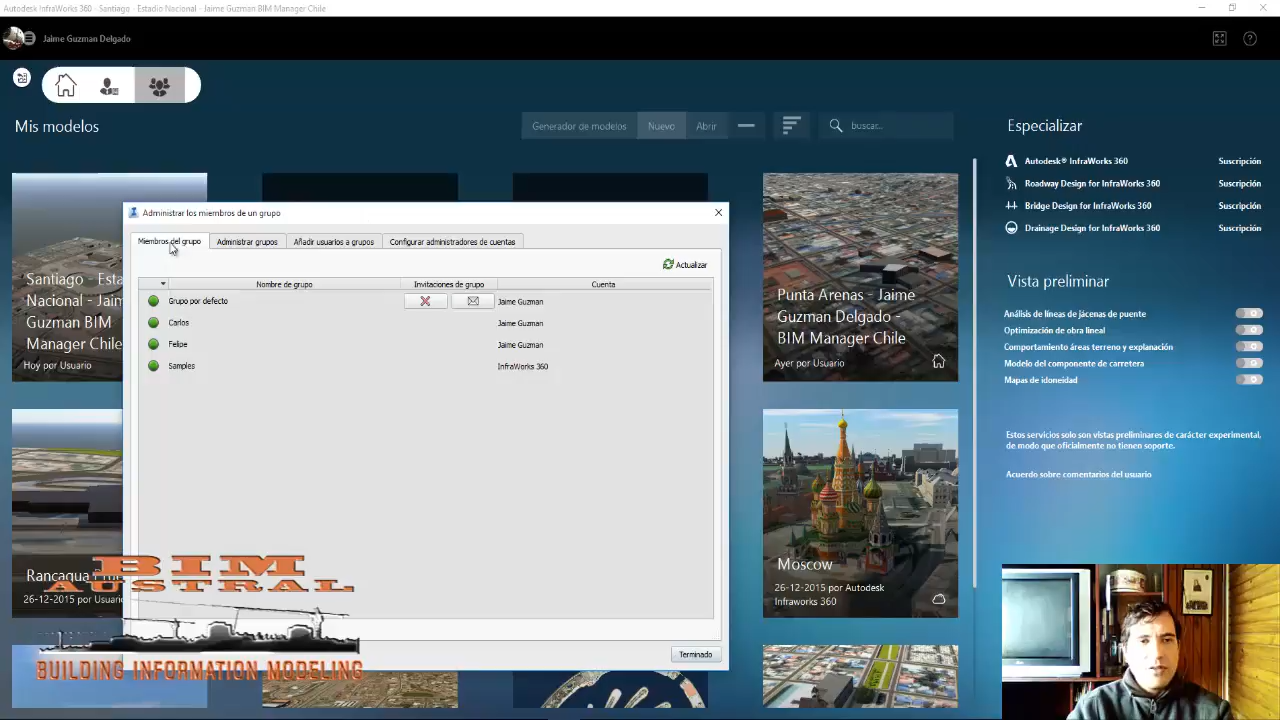 Autodesk InfraWorks 360 - Santiago - Estadio Nacional - Jaime Guzman BIM Manager Chile
Jaime Guzman Delgado
Mis modelos
Generador de modelos
Nuevo
Abrir
buscar...
Especializar
Autodesk® InfraWorks 360 Suscripción
Roadway Design for InfraWorks 360 Suscripción
Bridge Design for InfraWorks 360 Suscripción
Drainage Design for InfraWorks 360 Suscripción
Vista preliminar
Análisis de líneas de jácenas de puente
Optimización de obra lineal
Comportamiento áreas terreno y explanación
Modelo del componente de carretera
Mapas de idoneidad
Estos servicios solo son vistas preliminares de carácter experimental,
de modo que oficialmente no tienen soporte.
Acuerdo sobre comentarios del usuario
Administrar los miembros de un grupo
Miembros del grupo
Administrar grupos
Añadir usuarios a grupos
Configurar administradores de cuentas
Actualizar
Nombre de grupo Invitaciones de grupo Cuenta
Grupo por defecto Jaime Guzman
Carlos Jaime Guzman
Felipe Jaime Guzman
Samples InfraWorks 360
Terminado
Santiago - Esta
Nacional - Jaim
Guzman BIM
Manager Chile
Hoy por Usuario
Punta Arenas - Jaime
Guzman Delgado -
BIM Manager Chile
Ayer por Usuario
Rancagua
26-12-2015 por Usuario
Moscow
26-12-2015 por Autodesk
Infraworks 360
BIM
AUSTRAL
BUILDING INFORMATION MODELING